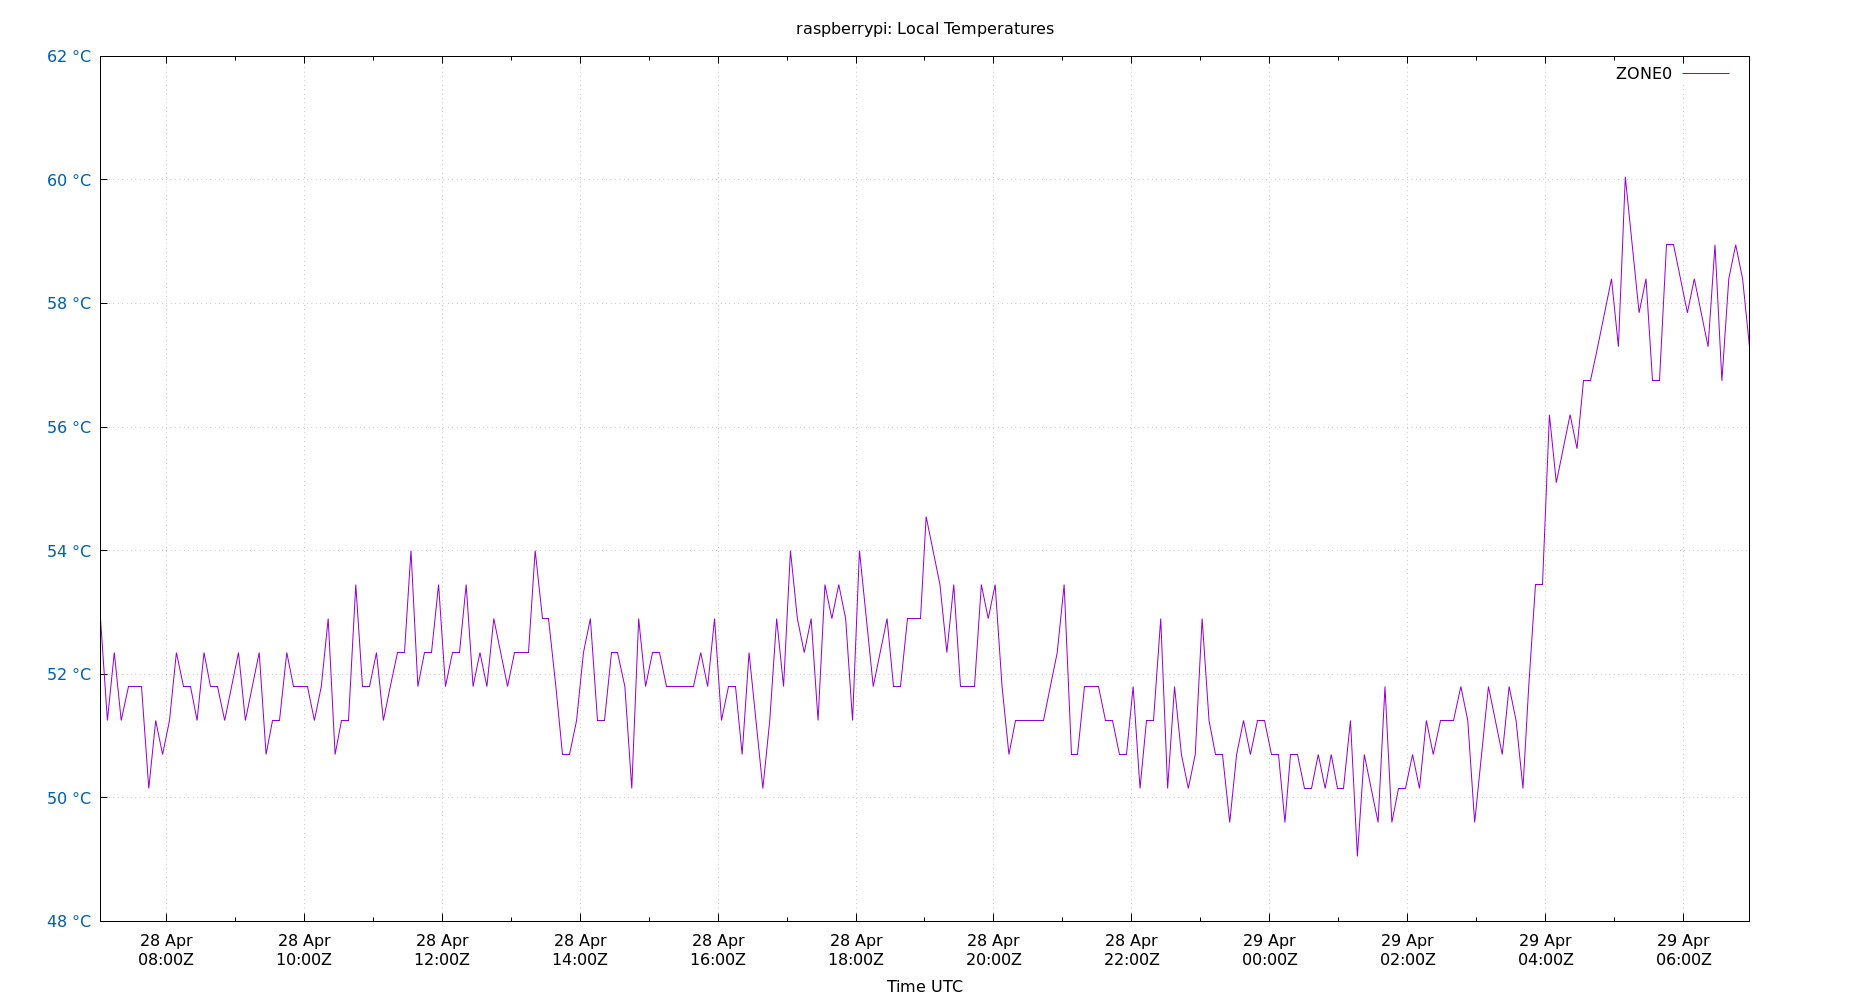 raspberrypi: Local Temperatures
62 °C
ZONE0
60 °C
58 °C
56 °C
54 °C
52 °C
50 °C
48 °C
28 Apr 28 Apr 28 Apr 28 Apr 28 Apr 28 Apr 28 Apr 28 Apr 29 Apr 29 Apr 29 Apr 29 Apr
08:00Z 10:00Z 12:00Z 14:00Z 16:00Z 18:00Z 20:00Z 22:00Z 00:00Z 02:00Z 04:00Z 06:00Z
Time UTC